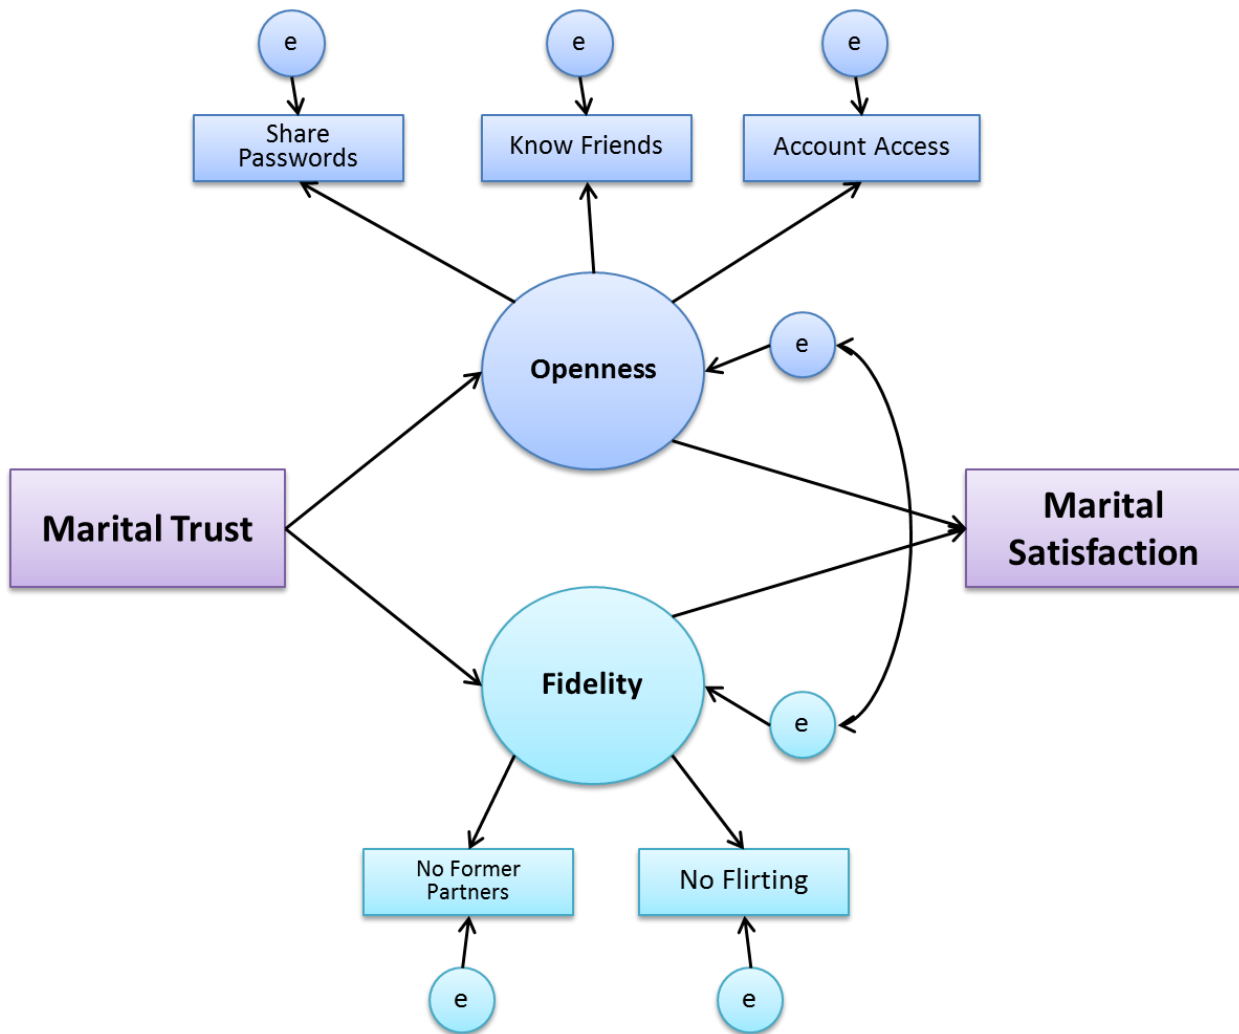 e
e
e
Share
Passwords
Know Friends
Account Access
Openness
e
Marital Trust
Marital
Satisfaction
Fidelity
e
No Former
Partners
No Flirting
e
e